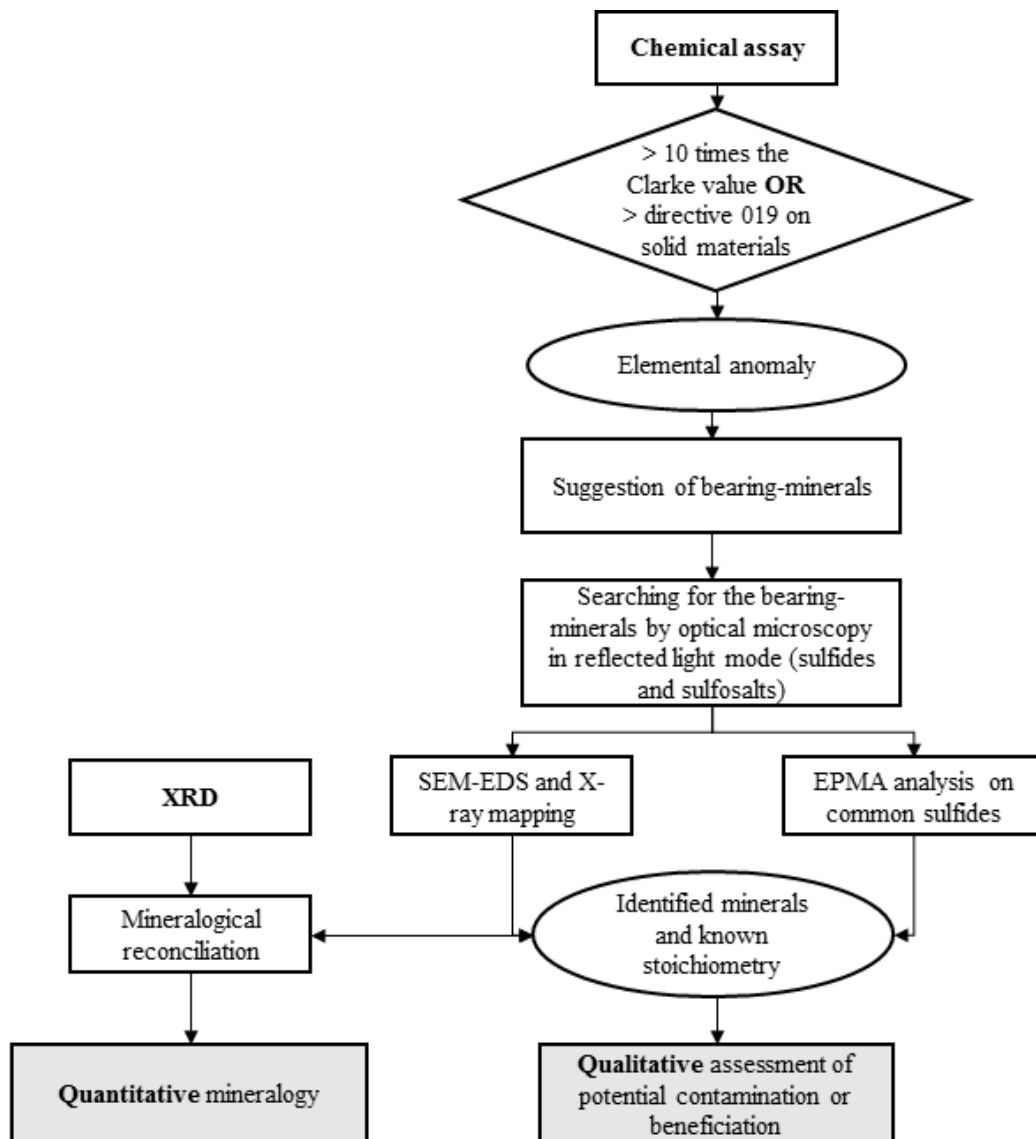 Chemical assay
> 10 times the
Clarke value OR
> directive 019 on
solid materials
Elemental anomaly
Suggestion of bearing-minerals
Searching for the bearing-
minerals by optical microscopy
in reflected light mode (sulfides
and sulfosalts)
XRD
SEM-EDS and X-
ray mapping
EPMA analysis on
common sulfides
Mineralogical
reconciliation
Identified minerals
and known
stoichiometry
Quantitative mineralogy
Qualitative assessment of
potential contamination or
beneficiation